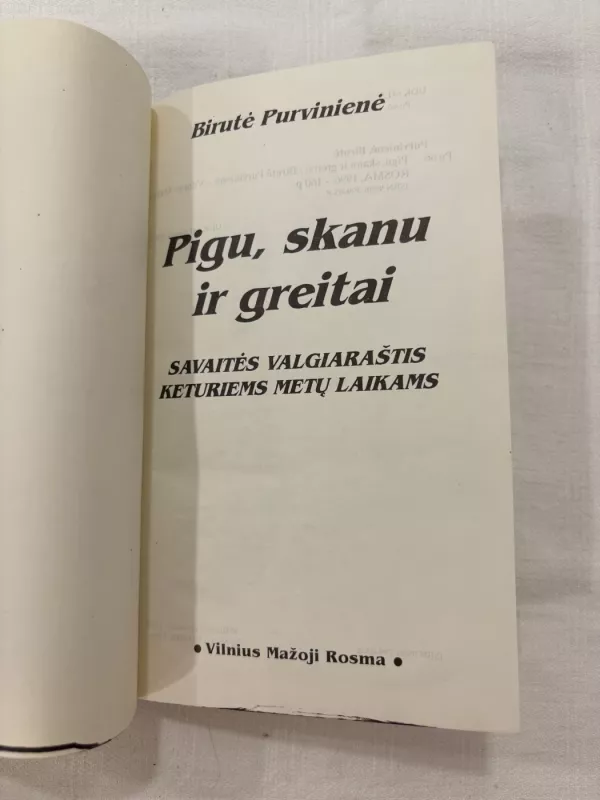 Birutė Purvinienė
Pigu, skanu
ir greitai
SAVAITĖS VALGIARAŠTIS
KETURIEMS METŲ LAIKAMS
• Vilnius Mažoji Rosma •